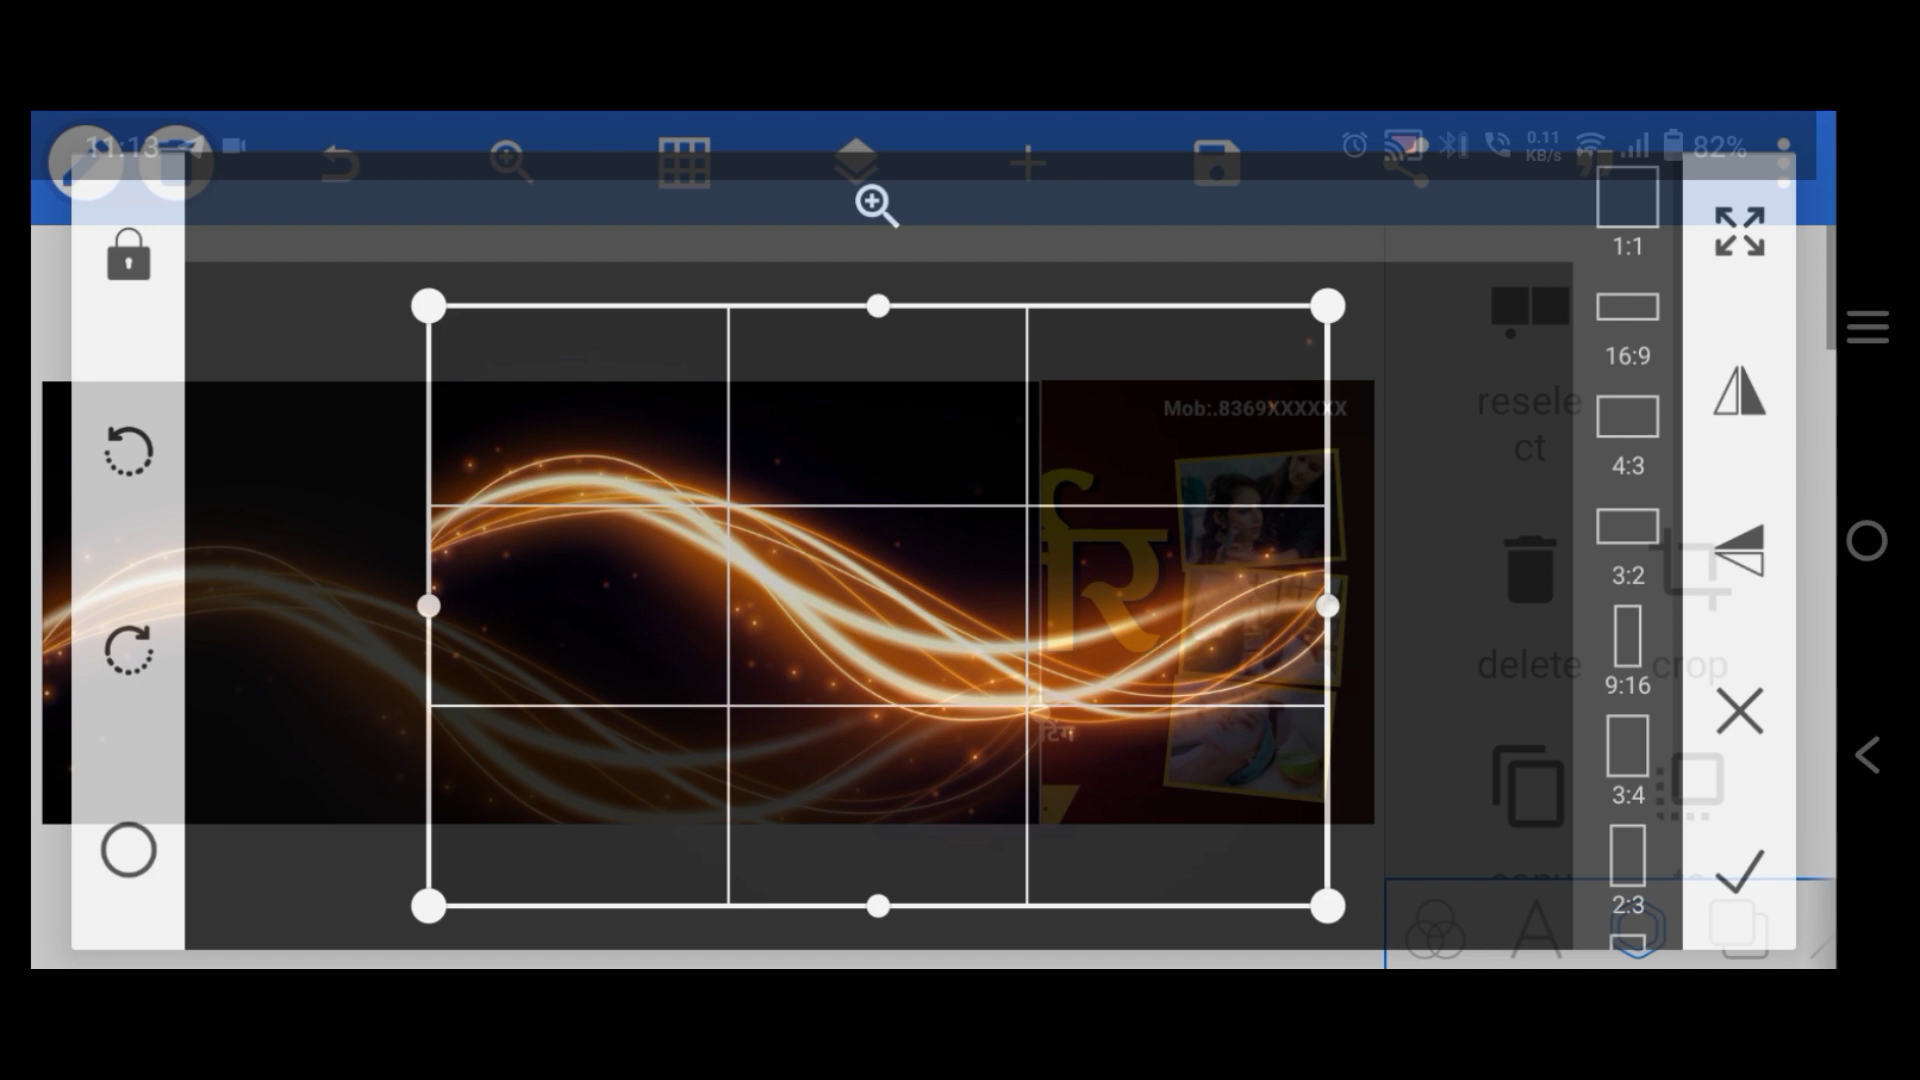 11:13
0.11
KB/s
82%
1:1
16:9
4:3
3:2
9:16
3:4
2:3
resele
ct
delete
crop
Mob:.8369XXXXXX
रि
टिंग